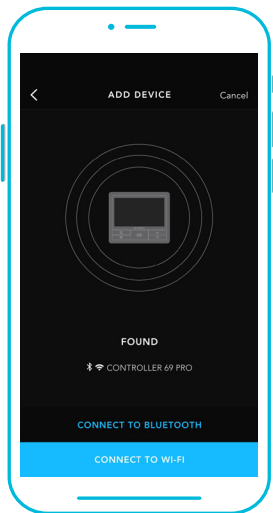 ADD DEVICE Cancel
FOUND
CONTROLLER 69 PRO
CONNECT TO BLUETOOTH
CONNECT TO WI-FI